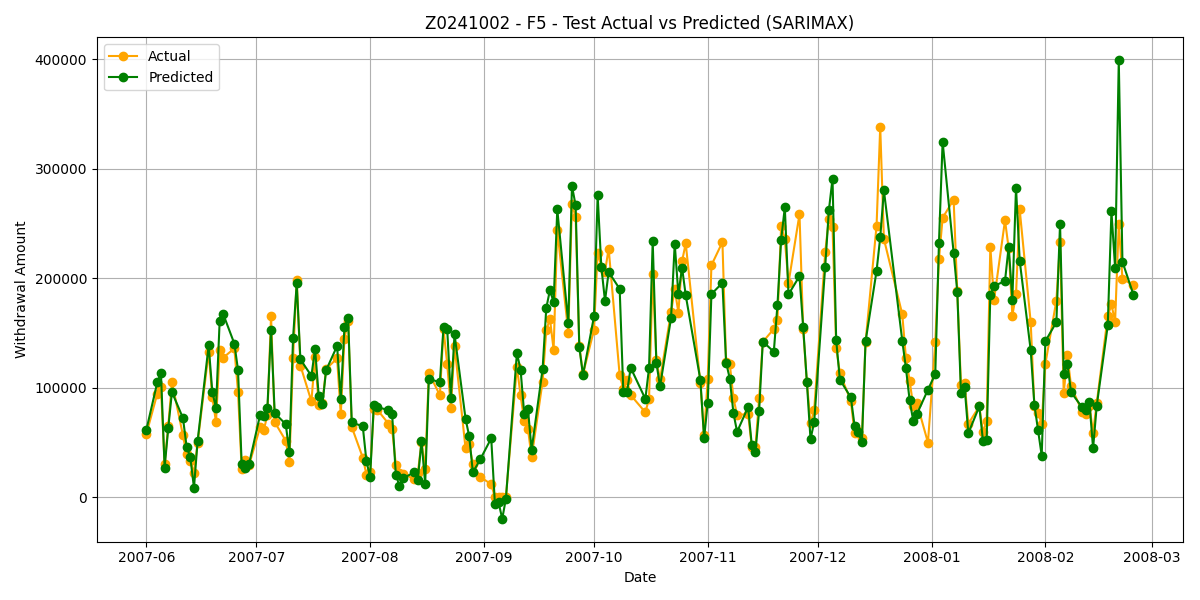 Z0241002 - F5 - Test Actual vs Predicted (SARIMAX)
Actual
Predicted
400000
300000
200000
100000
0
Withdrawal Amount
2007-06 2007-07 2007-08 2007-09 2007-10 2007-11 2007-12 2008-01 2008-02 2008-03
Date